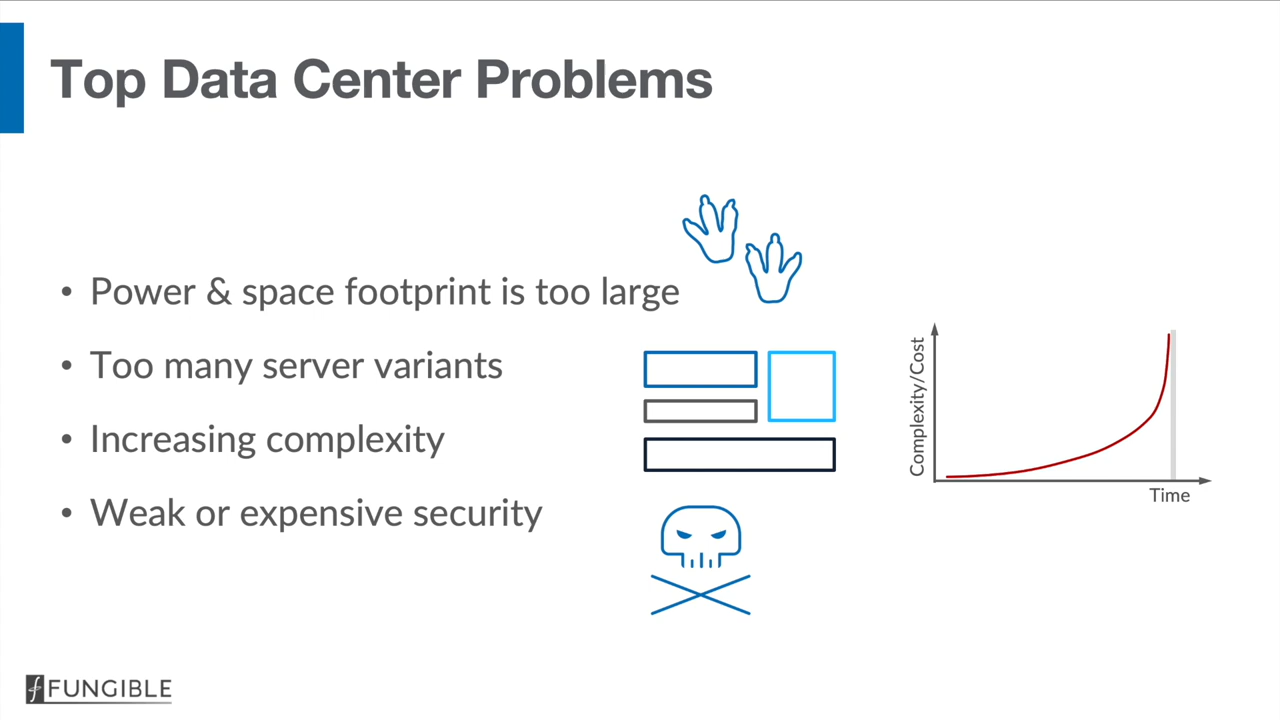 Top Data Center Problems
• Power & space footprint is too large
• Too many server variants
• Increasing complexity
• Weak or expensive security
Complexity/Cost
Time
FUNGIBLE